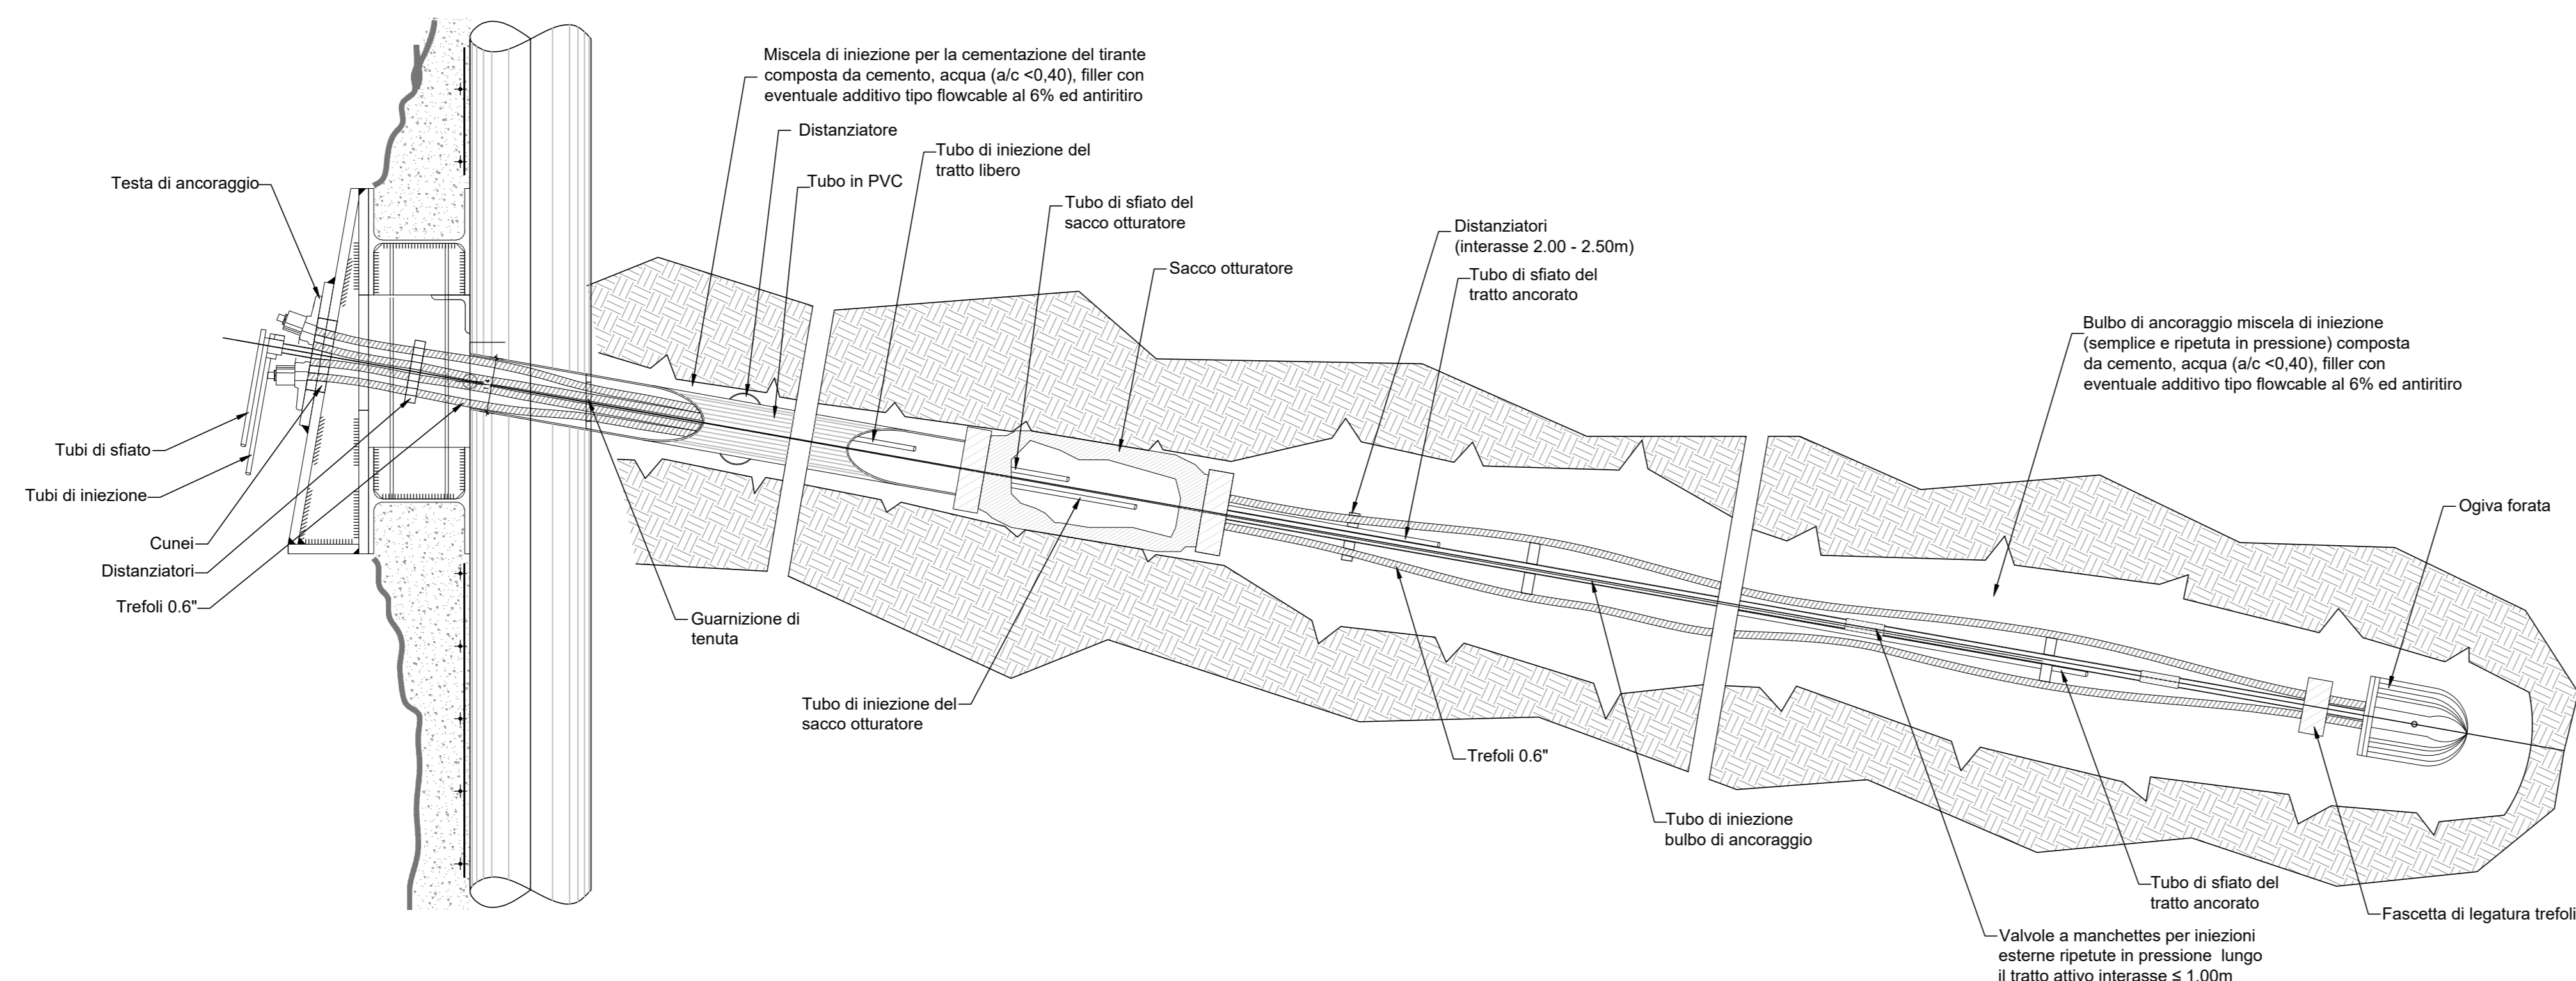 Miscela di iniezione per la cementazione del tirante
composta da cemento, acqua (a/c <0,40), filler con
eventuale additivo tipo flowcable al 6% ed antiritiro
Distanziatore
Tubo di iniezione del
tratto libero
Tubo in PVC
Testa di ancoraggio
Tubo di sfiato del
sacco otturatore
Distanziatori
(interasse 2.00 - 2.50m)
Sacco otturatore
Tubo di sfiato del
tratto ancorato
Bulbo di ancoraggio miscela di iniezione
(semplice e ripetuta in pressione) composta
da cemento, acqua (a/c <0,40), filler con
eventuale additivo tipo flowcable al 6% ed antiritiro
Tubi di sfiato
Tubi di iniezione
Cunei
Distanziatori
Trefoli 0.6"
Guarnizione di
tenuta
Tubo di iniezione del
sacco otturatore
Trefoli 0.6"
Tubo di iniezione
bulbo di ancoraggio
Ogiva forata
Tubo di sfiato del
tratto ancorato
Fascetta di legatura trefoli
Valvole a manchettes per iniezioni
esterne ripetute in pressione lungo
il tratto attivo interasse ≤ 1.00m